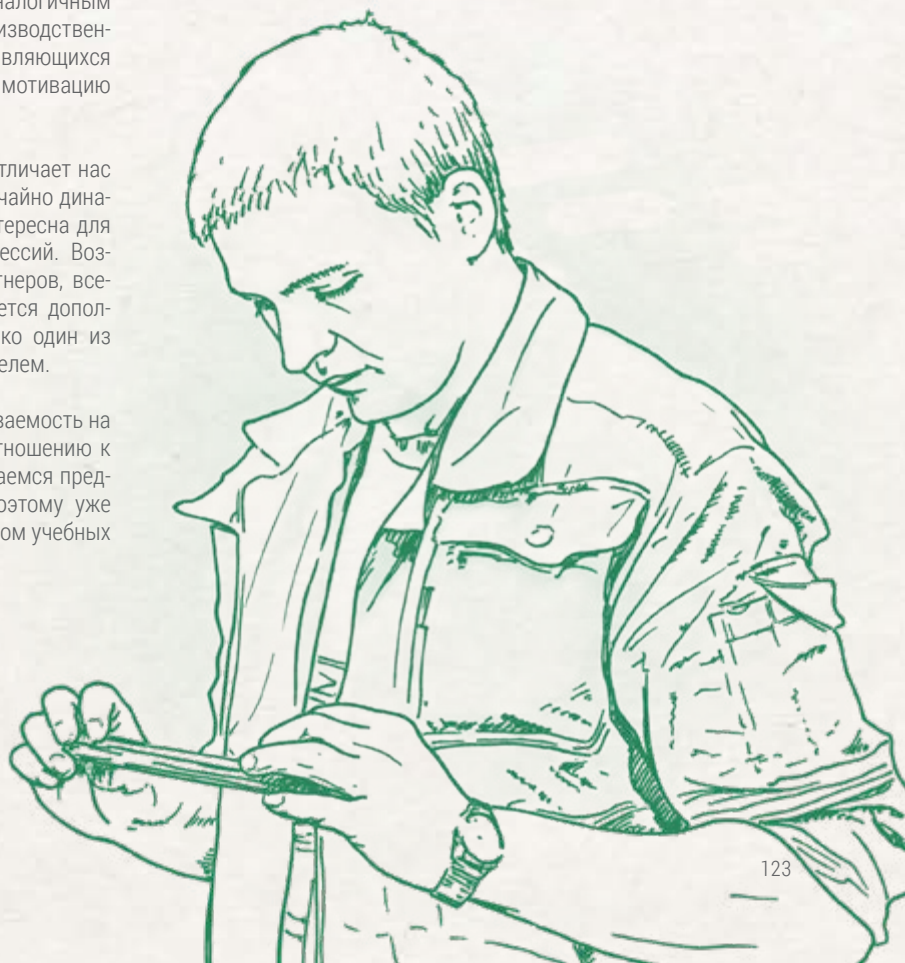 налогичным
изводствен-
вляющихся
мотивацию
тличает нас
чайно дина-
тересна для
ессий. Воз-
тнеров, все-
ется допол-
ко один из
елем.
ваемость на
тношению к
аемся пред-
оэтому уже
ом учебных
123